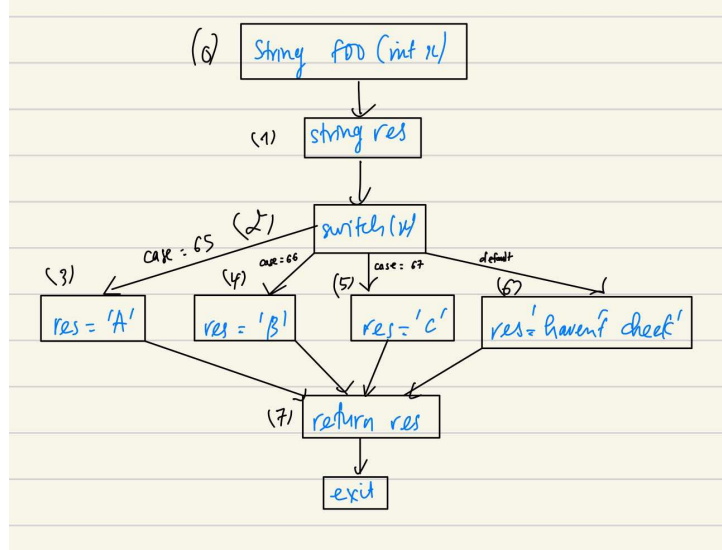 (0) String foo (int x)
(1) string res
(2) switch(x)
case = 65
case = 66
case = 67
default
(3) (4) (5) (6)
res = 'A' res = 'B' res = 'C' res = 'haven't check'
(7) return res
exit